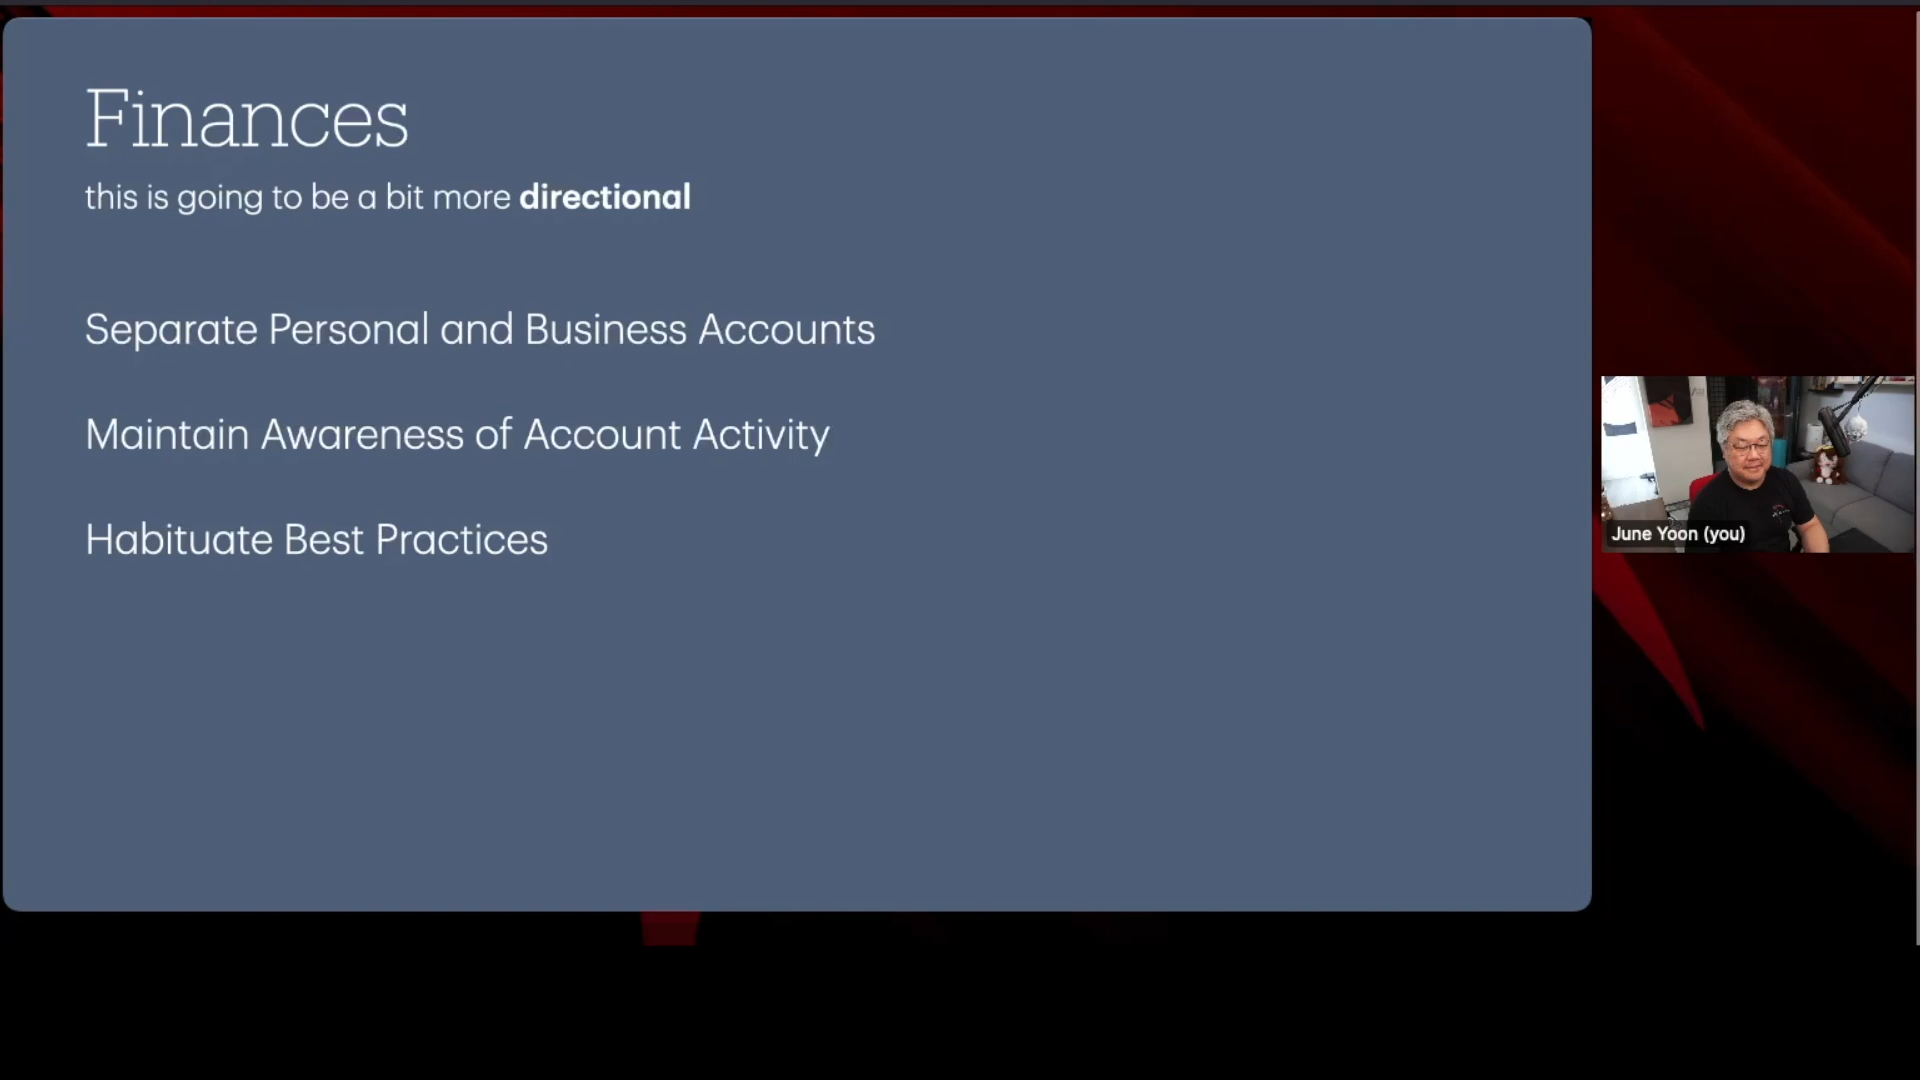 Finances
this is going to be a bit more directional
Separate Personal and Business Accounts
Maintain Awareness of Account Activity
Habituate Best Practices
June Yoon (you)